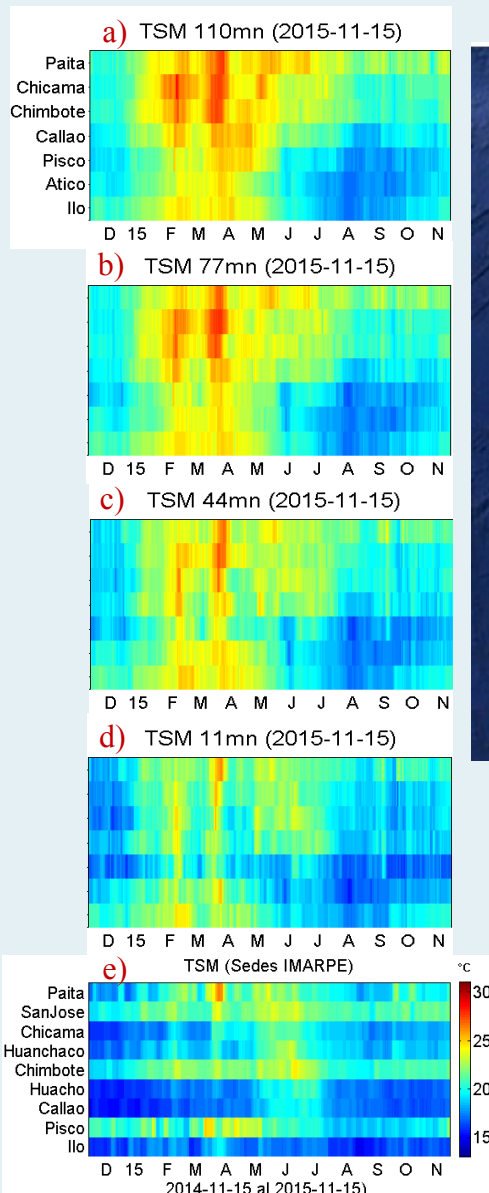 a) TSM 110mn (2015-11-15)
Paita
Chicama
Chimbote
Callao
Pisco
Atico
Ilo
D 15 F M A M J J A S O N
b) TSM 77mn (2015-11-15)
D 15 F M A M J J A S O N
c) TSM 44mn (2015-11-15)
D 15 F M A M J J A S O N
d) TSM 11mn (2015-11-15)
D 15 F M A M J J A S O N
e) TSM (Sedes IMARPE)
°C
Paita
SanJose
Chicama
Huanchaco
Chimbote
Huacho
Callao
Pisco
Ilo
30
25
20
15
D 15 F M A M J J A S O N
2014-11-15 al 2015-11-15)